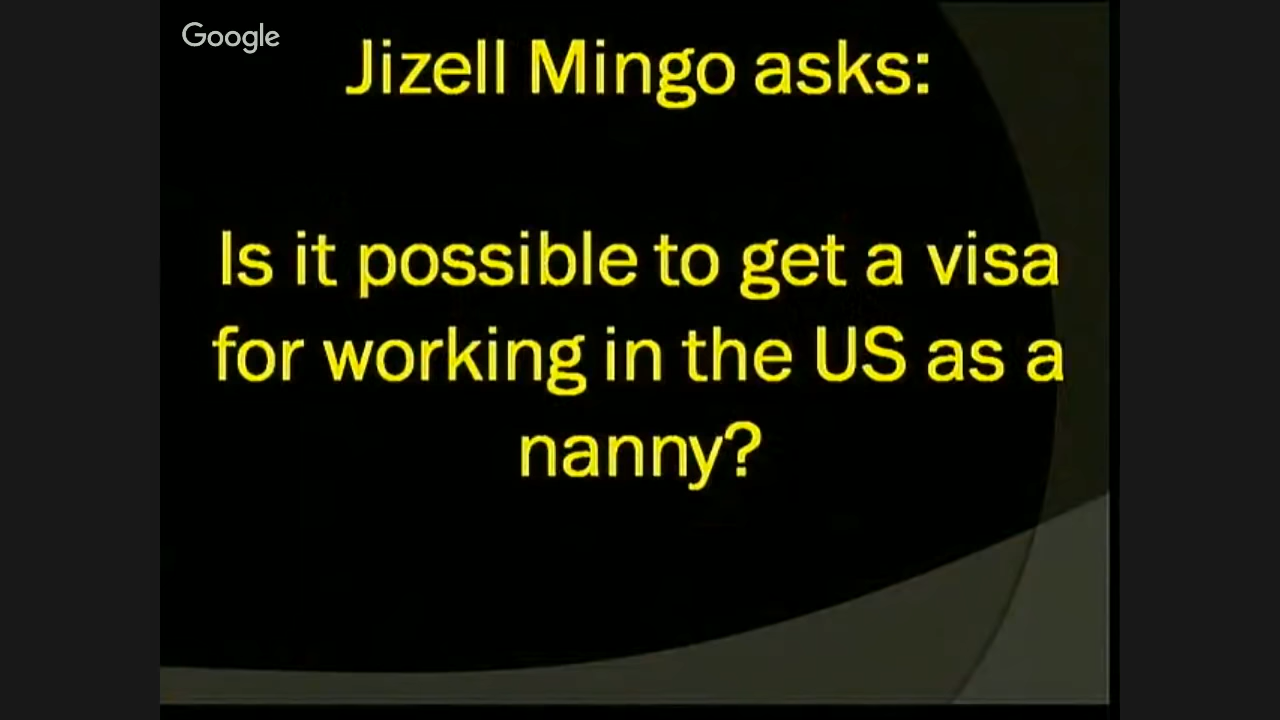 Google
Jizell Mingo asks:
Is it possible to get a visa
for working in the US as a
nanny?